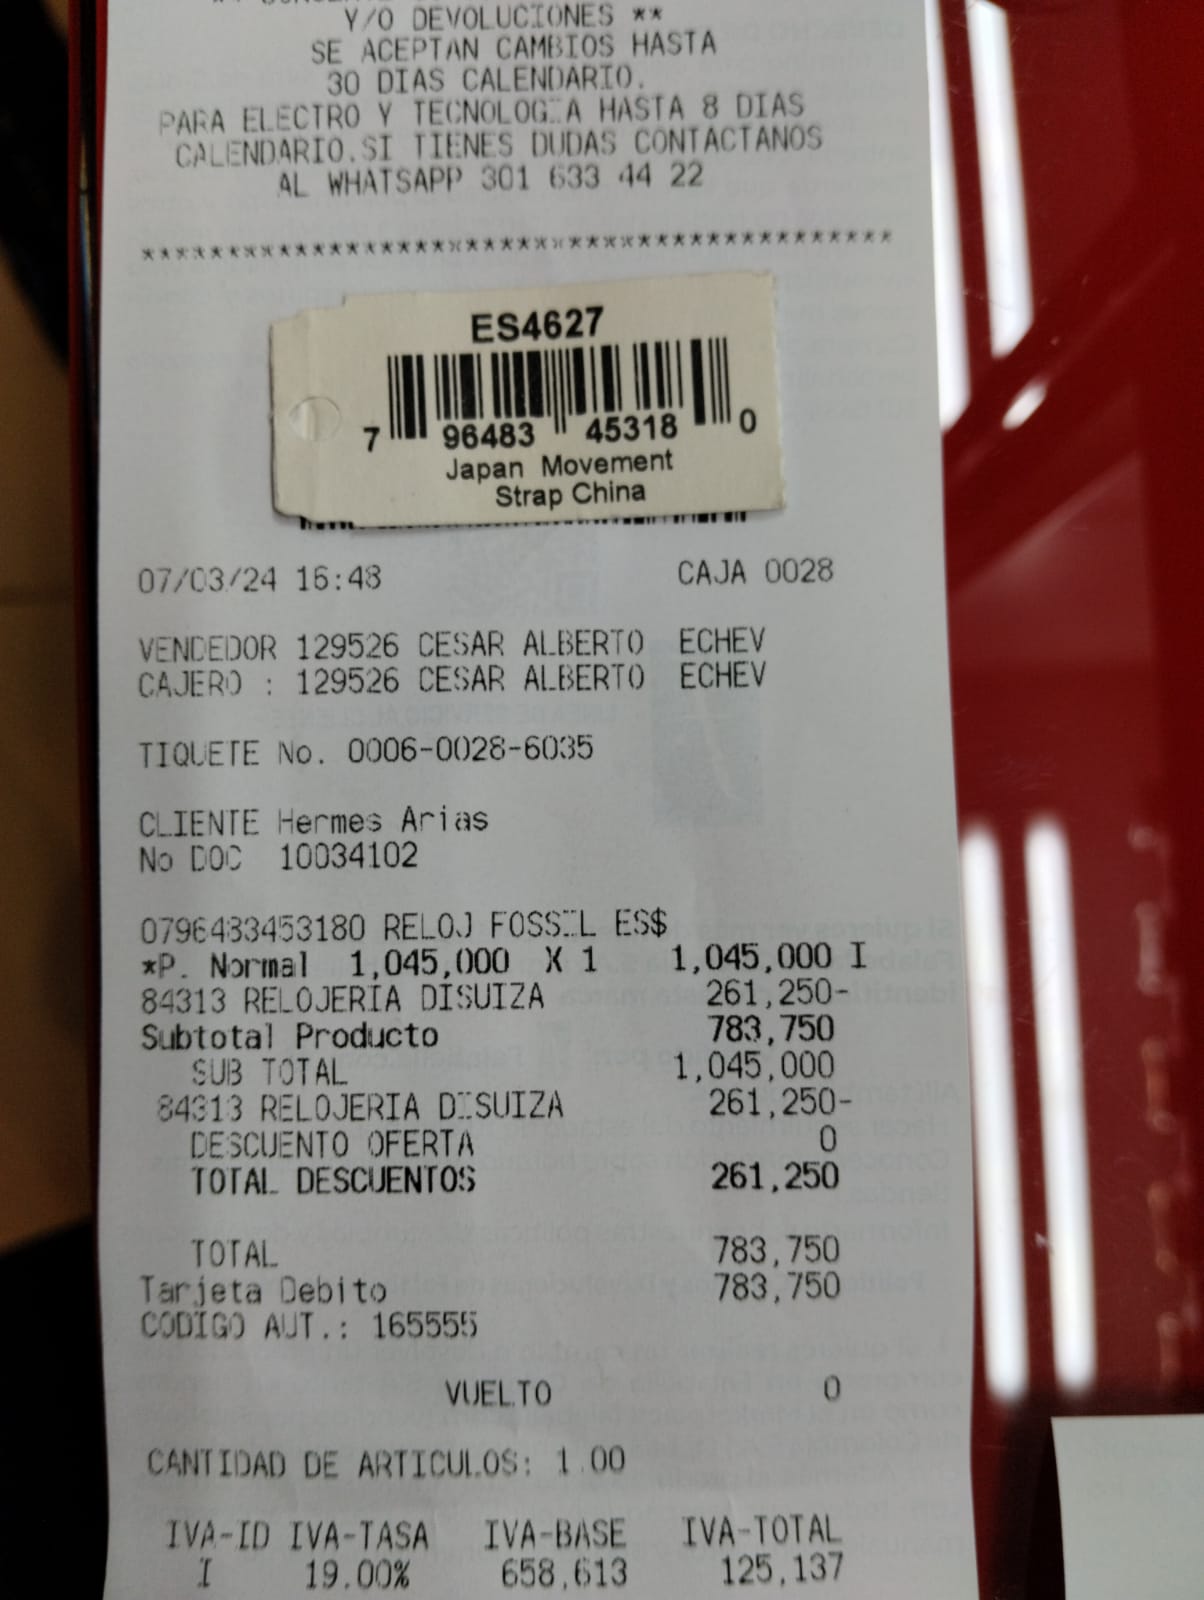 Y/O DEVOLUCIONES **
SE ACEPTAN CAMBIOS HASTA
30 DIAS CALENDARIO.
PARA ELECTRO Y TECNOLOGIA HASTA 8 DIAS
CALENDARIO.SI TIENES DUDAS CONTACTANOS
AL WHATSAPP 301 633 44 22
********************************************
ES4627
7 96483 45318 0
Japan Movement
Strap China
07/03/24 16:48 CAJA 0028
VENDEDOR 129526 CESAR ALBERTO ECHEV
CAJERO : 129526 CESAR ALBERTO ECHEV
TIQUETE No. 0006-0028-6035
CLIENTE Hermes Arias
No DOC 10034102
0796483453180 RELOJ FOSSIL ES$
*P. Normal 1,045,000 X 1 1,045,000 I
84313 RELOJERIA DISUIZA 261,250-
Subtotal Producto 783,750
SUB TOTAL 1,045,000
84313 RELOJERIA DISUIZA 261,250-
DESCUENTO OFERTA 0
TOTAL DESCUENTOS 261,250
TOTAL 783,750
Tarjeta Debito 783,750
CODIGO AUT.: 165555
VUELTO 0
CANTIDAD DE ARTICULOS: 1.00
IVA-ID IVA-TASA IVA-BASE IVA-TOTAL
I 19.00% 658,613 125,137